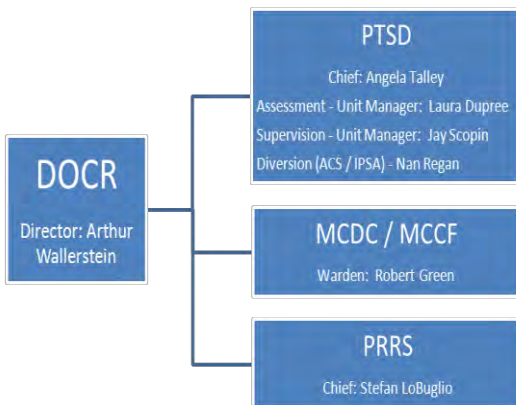 DOCR
Director: Arthur
Wallerstein
PTSD
Chief: Angela Talley
Assessment - Unit Manager: Laura Dupree
Supervision - Unit Manager: Jay Scopin
Diversion (ACS / IPSA) - Nan Regan
MCDC / MCCF
Warden: Robert Green
PRRS
Chief: Stefan LoBuglio